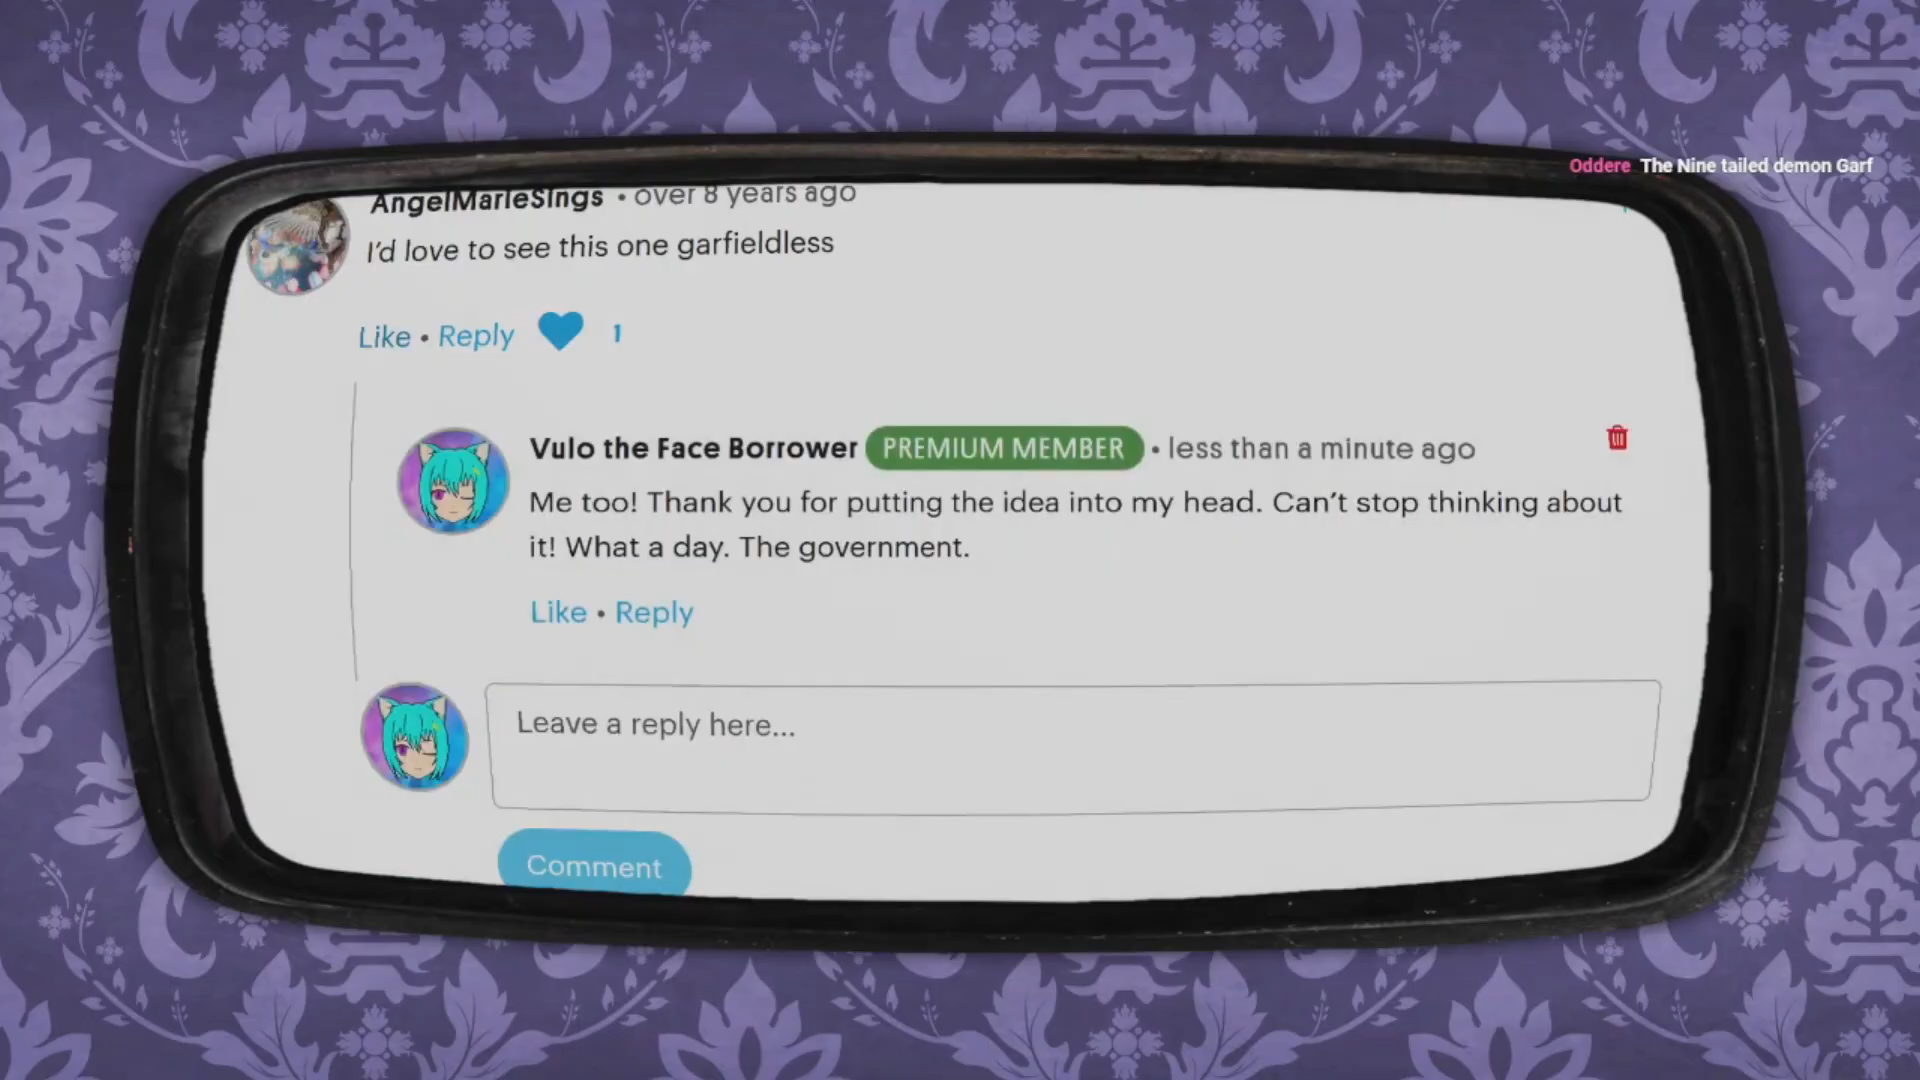 Oddere The Nine tailed demon Garf
AngelMarieSings • over 8 years ago
I'd love to see this one garfieldless
Like • Reply 1
Vulo the Face Borrower PREMIUM MEMBER • less than a minute ago
Me too! Thank you for putting the idea into my head. Can't stop thinking about
it! What a day. The government.
Like • Reply
Leave a reply here...
Comment